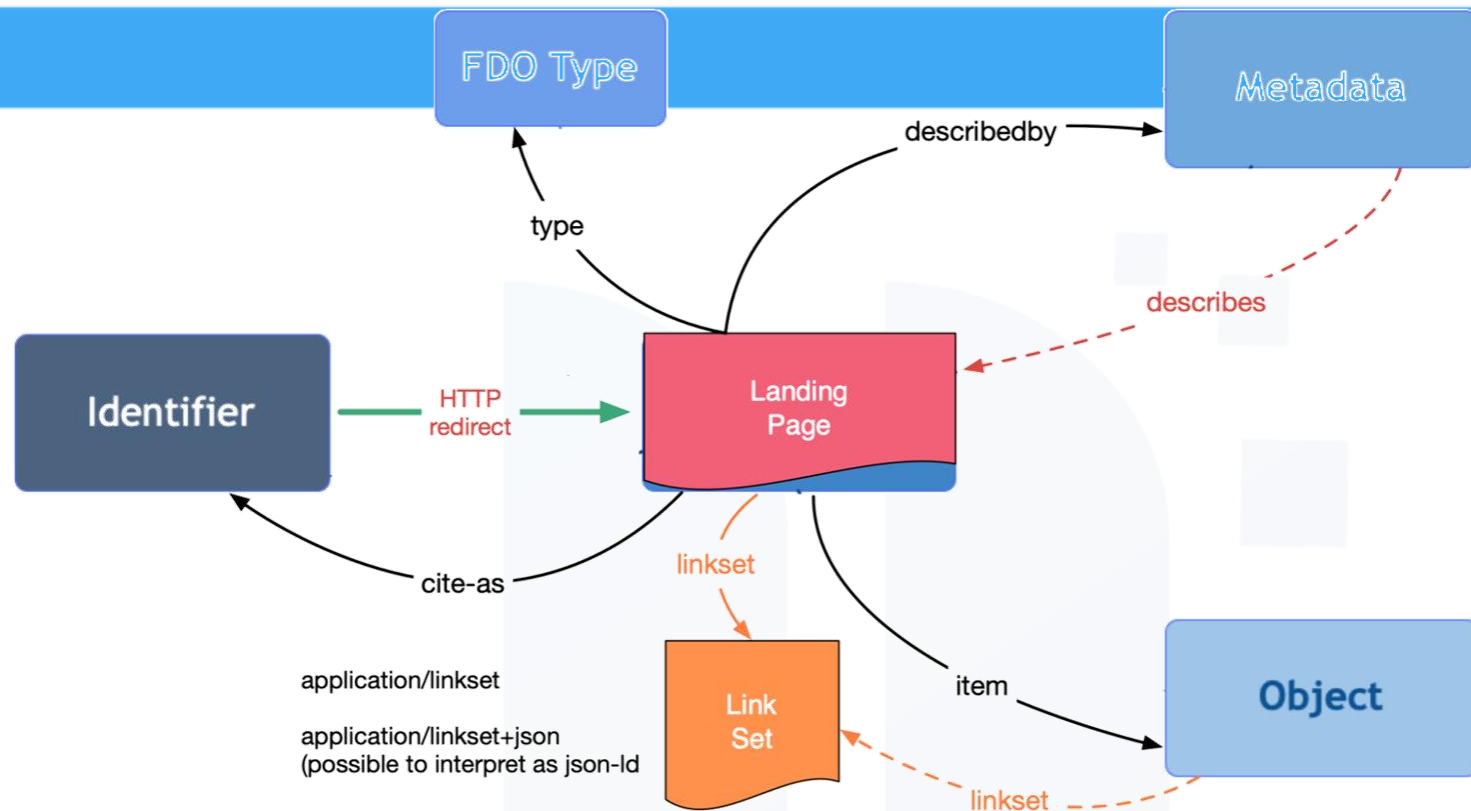 FDO Type
Metadata
describedby
type
describes
Identifier
HTTP
redirect
Landing
Page
linkset
cite-as
application/linkset
application/linkset+json
(possible to interpret as json-ld
Link
Set
item
Object
linkset